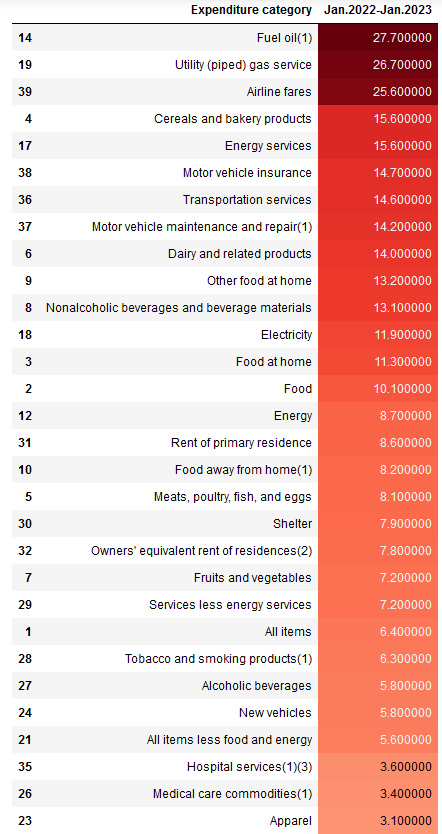 Expenditure category Jan.2022-Jan.2023
14 Fuel oil(1) 27.700000
19 Utility (piped) gas service 26.700000
39 Airline fares 25.600000
4 Cereals and bakery products 15.600000
17 Energy services 15.600000
38 Motor vehicle insurance 14.700000
36 Transportation services 14.600000
37 Motor vehicle maintenance and repair(1) 14.200000
6 Dairy and related products 14.000000
9 Other food at home 13.200000
8 Nonalcoholic beverages and beverage materials 13.100000
18 Electricity 11.900000
3 Food at home 11.300000
2 Food 10.100000
12 Energy 8.700000
31 Rent of primary residence 8.600000
10 Food away from home(1) 8.200000
5 Meats, poultry, fish, and eggs 8.100000
30 Shelter 7.900000
32 Owners' equivalent rent of residences(2) 7.800000
7 Fruits and vegetables 7.200000
29 Services less energy services 7.200000
1 All items 6.400000
28 Tobacco and smoking products(1) 6.300000
27 Alcoholic beverages 5.800000
24 New vehicles 5.800000
21 All items less food and energy 5.600000
35 Hospital services(1)(3) 3.600000
26 Medical care commodities(1) 3.400000
23 Apparel 3.100000